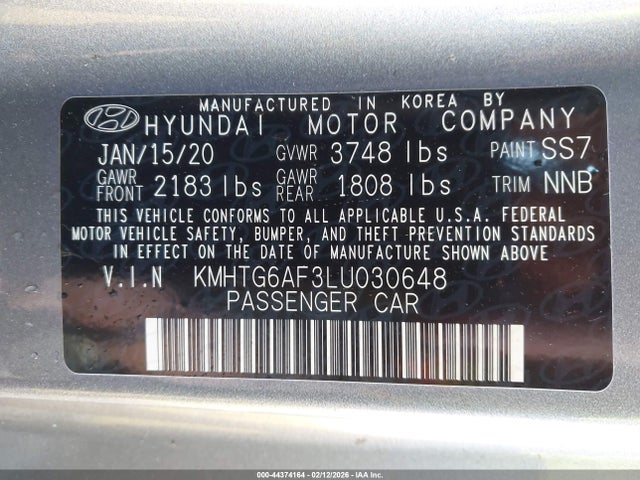 MANUFACTURED IN KOREA BY
HYUNDAI MOTOR COMPANY
JAN/15/20 GVWR 3748 lbs PAINT SS7
GAWR FRONT 2183 lbs GAWR REAR 1808 lbs TRIM NNB
THIS VEHICLE CONFORMS TO ALL APPLICABLE U.S.A. FEDERAL
MOTOR VEHICLE SAFETY, BUMPER, AND THEFT PREVENTION STANDARDS
IN EFFECT ON THE DATE OF MANUFACTURE SHOWN ABOVE.
V.I.N KMHTG6AF3LU030648
PASSENGER CAR
000-44374164 - 02/12/2026 - IAAI.COM